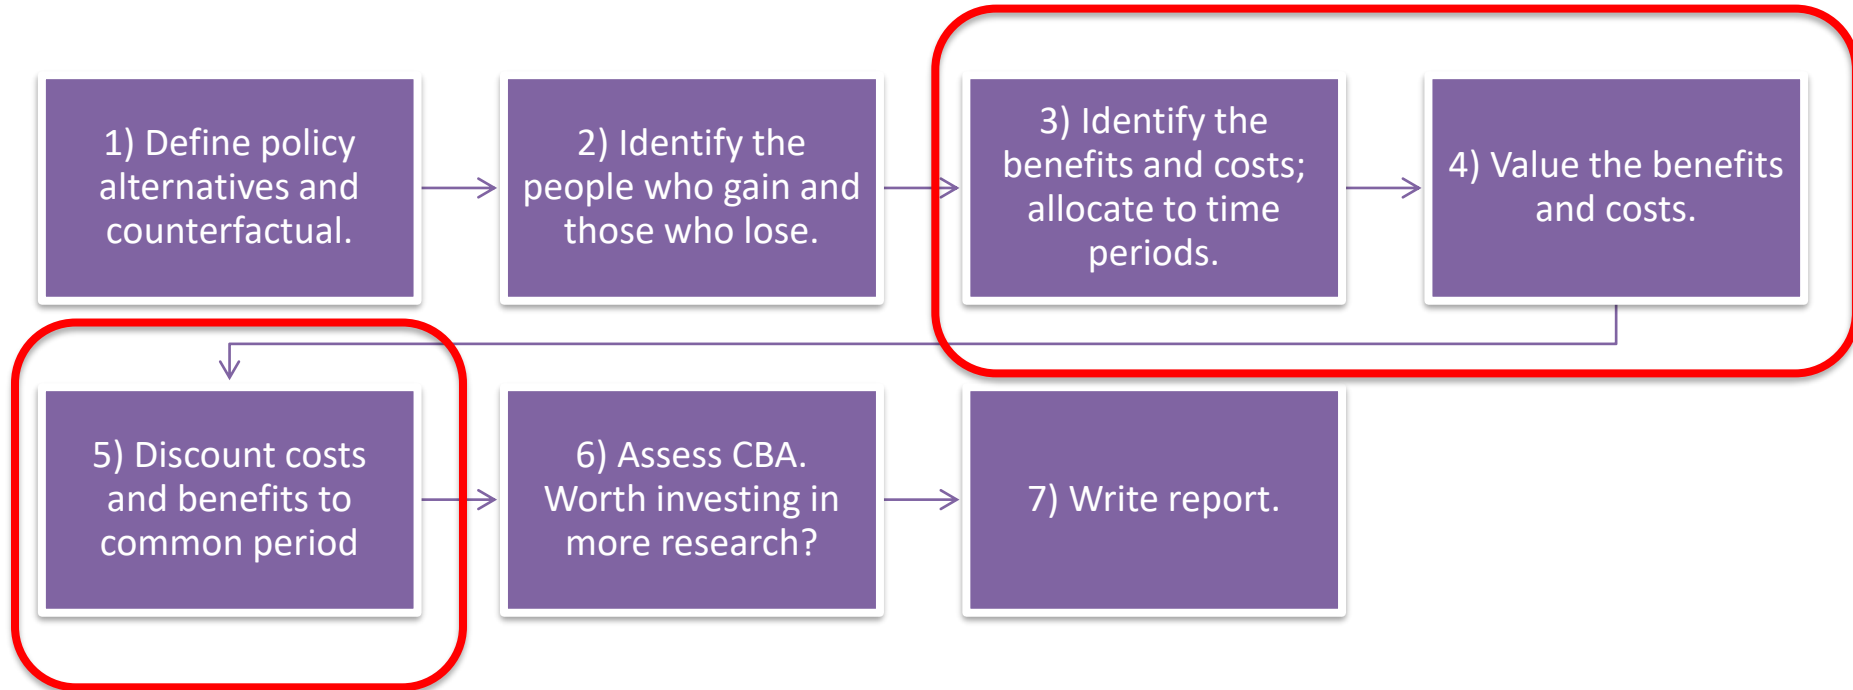 1) Define policy
alternatives and
counterfactual.
2) Identify the
people who gain and
those who lose.
3) Identify the
benefits and costs;
allocate to time
periods.
4) Value the benefits
and costs.
5) Discount costs
and benefits to
common period
6) Assess CBA.
Worth investing in
more research?
7) Write report.